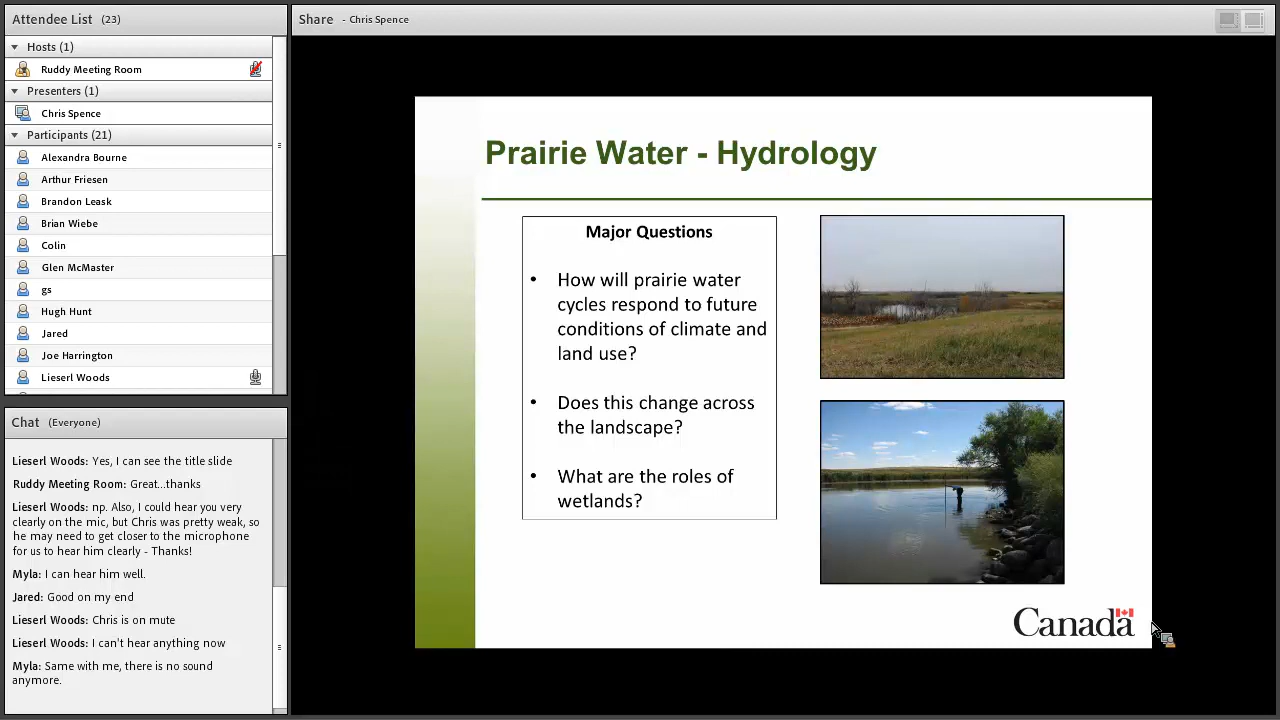 Attendee List (23)
Hosts (1)
Ruddy Meeting Room
Presenters (1)
Chris Spence
Participants (21)
Alexandra Bourne
Arthur Friesen
Brandon Leask
Brian Wiebe
Colin
Glen McMaster
gs
Hugh Hunt
Jared
Joe Harrington
Lieserl Woods
Chat (Everyone)
Lieserl Woods: Yes, I can see the title slide
Ruddy Meeting Room: Great...thanks
Lieserl Woods: np. Also, I could hear you very
clearly on the mic, but Chris was pretty weak, so
he may need to get closer to the microphone
for us to hear him clearly - Thanks!
Myla: I can hear him well.
Jared: Good on my end
Lieserl Woods: Chris is on mute
Lieserl Woods: I can't hear anything now
Myla: Same with me, there is no sound
anymore.
Share - Chris Spence
Prairie Water - Hydrology
Major Questions
• How will prairie water
cycles respond to future
conditions of climate and
land use?
• Does this change across
the landscape?
• What are the roles of
wetlands?
Canada